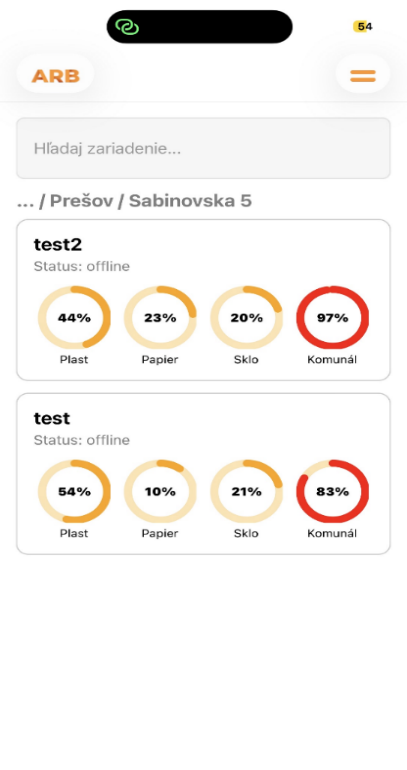 54
ARB
Hľadaj zariadenie...
... / Prešov / Sabinovska 5
test2
Status: offline
44% 23% 20% 97%
Plast Papier Sklo Komunál
test
Status: offline
54% 10% 21% 83%
Plast Papier Sklo Komunál